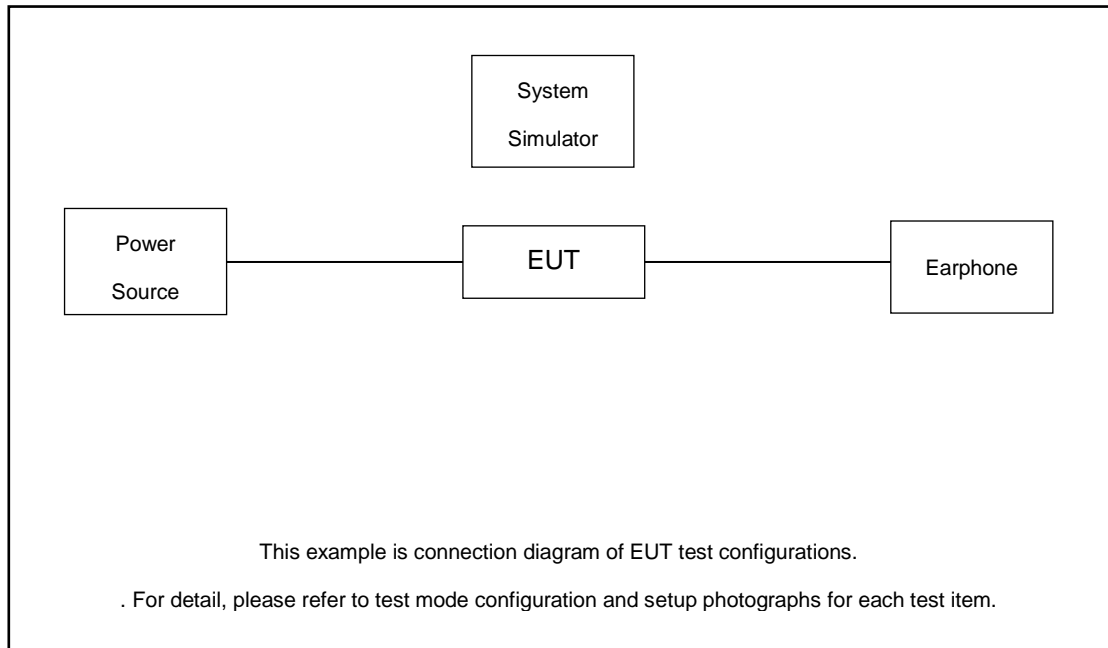 System
Simulator
Power
Source
EUT
Earphone
This example is connection diagram of EUT test configurations.
. For detail, please refer to test mode configuration and setup photographs for each test item.